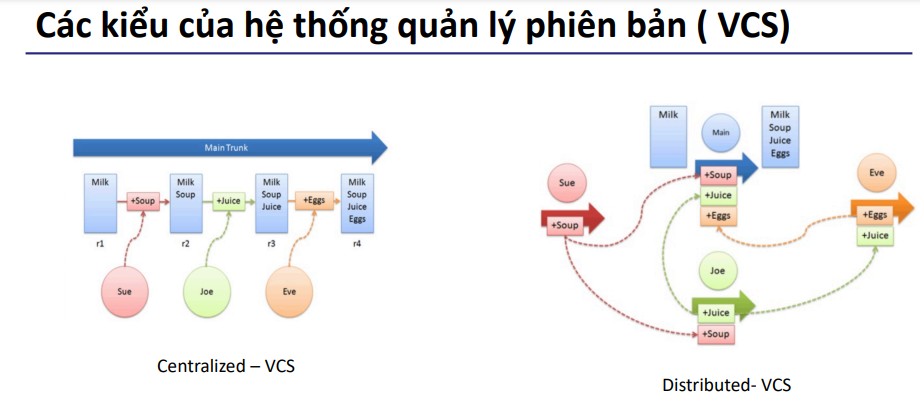 Các kiểu của hệ thống quản lý phiên bản ( VCS)
Main Trunk
Milk
+Soup
Milk
Soup
+Juice
Milk
Soup
Juice
+Eggs
Milk
Soup
Juice
Eggs
r1
r2
r3
r4
Sue
Joe
Eve
Centralized – VCS
Milk
Main
Milk
Soup
Juice
Eggs
Sue
+Soup
+Soup
+Juice
+Eggs
Eve
+Eggs
+Juice
Joe
+Juice
+Soup
Distributed- VCS